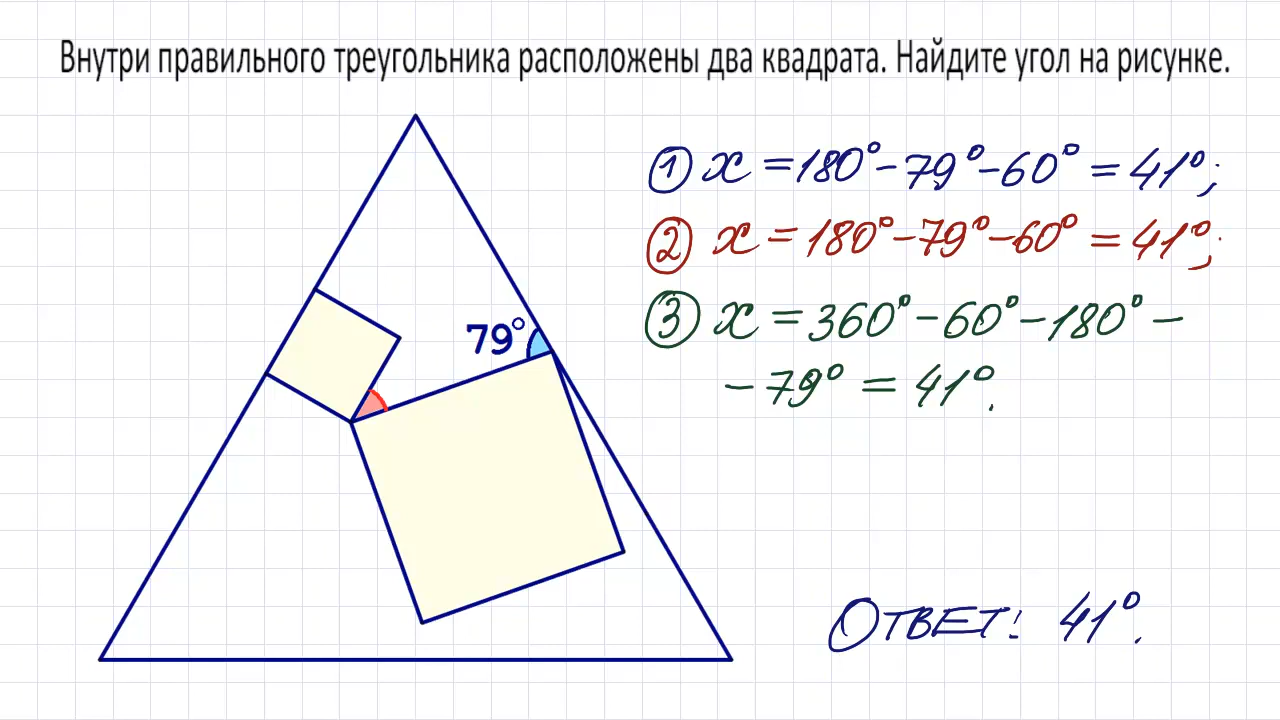 Внутри правильного треугольника расположены два квадрата. Найдите угол на рисунке.
① x = 180° - 79° - 60° = 41°;
② x = 180° - 79° - 60° = 41°;
③ x = 360° - 60° - 180° -
- 79° = 41°.
79°
Ответ: 41°.